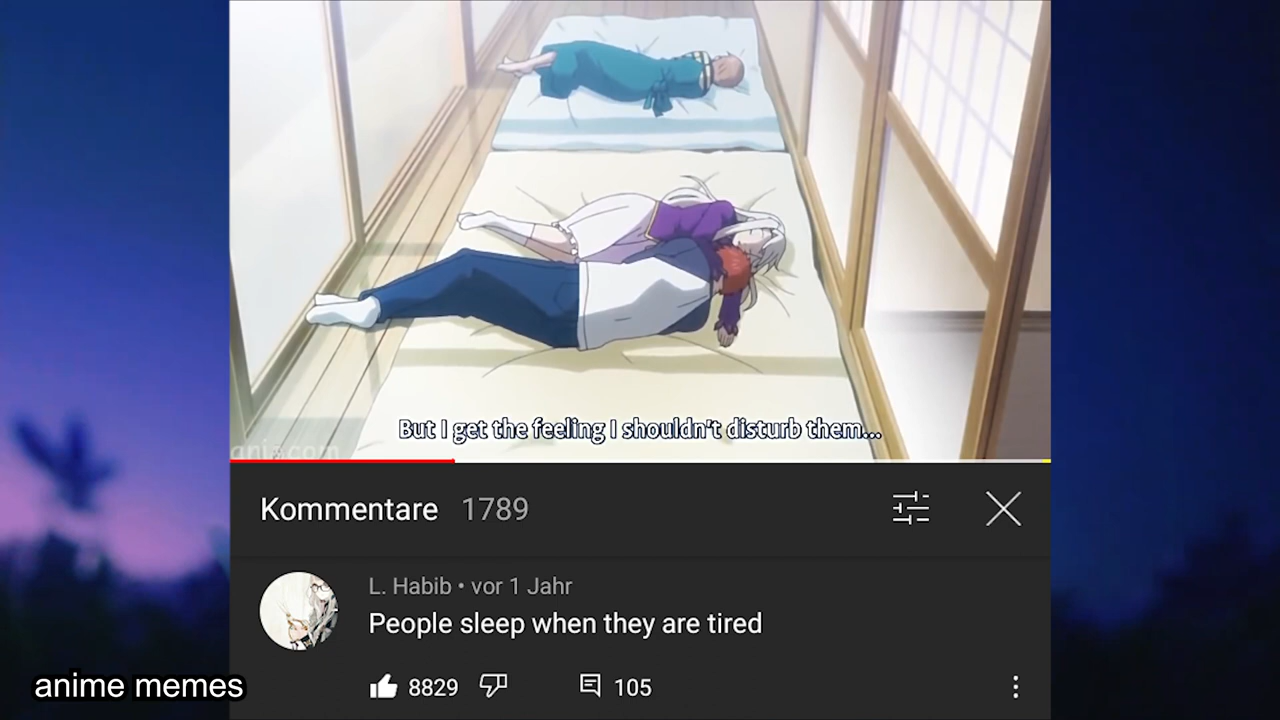 But I get the feeling I shouldn't disturb them...
Kommentare 1789
L. Habib • vor 1 Jahr
People sleep when they are tired
8829 105
anime memes